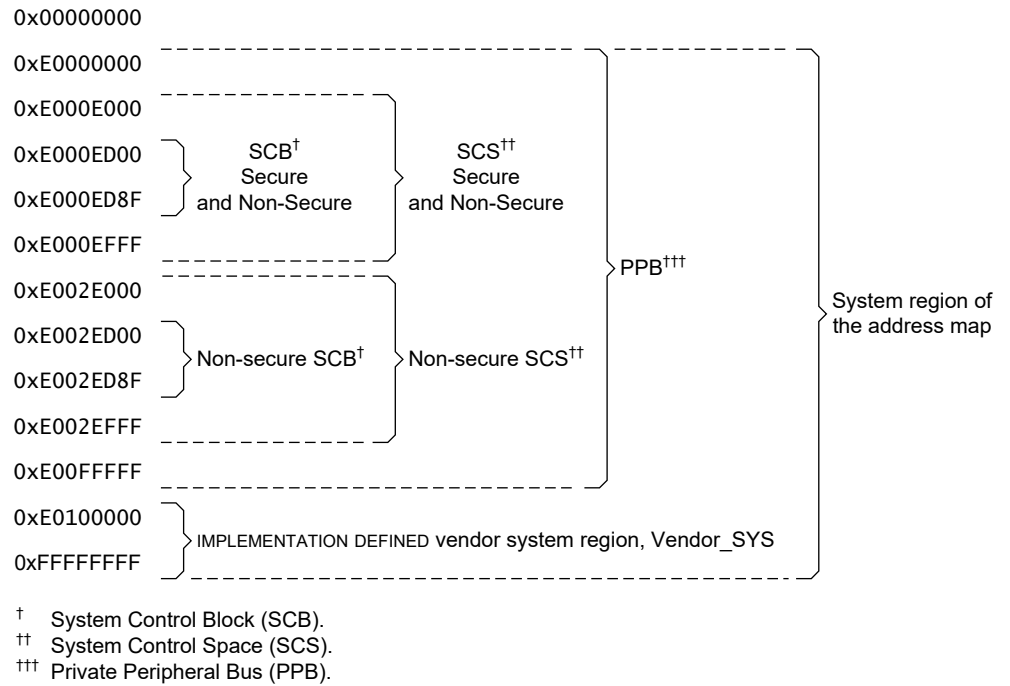 0x00000000
0xE0000000
0xE000E000
0xE000ED00
0xE000ED8F
0xE000EFFF
0xE002E000
0xE002ED00
0xE002ED8F
0xE002EFFF
0xE00FFFFF
0xE0100000
0xFFFFFFFF
SCB†
Secure
and Non-Secure
SCS††
Secure
and Non-Secure
Non-secure SCB†
Non-secure SCS††
PPB†††
System region of
the address map
IMPLEMENTATION DEFINED vendor system region, Vendor_SYS
† System Control Block (SCB).
†† System Control Space (SCS).
††† Private Peripheral Bus (PPB).